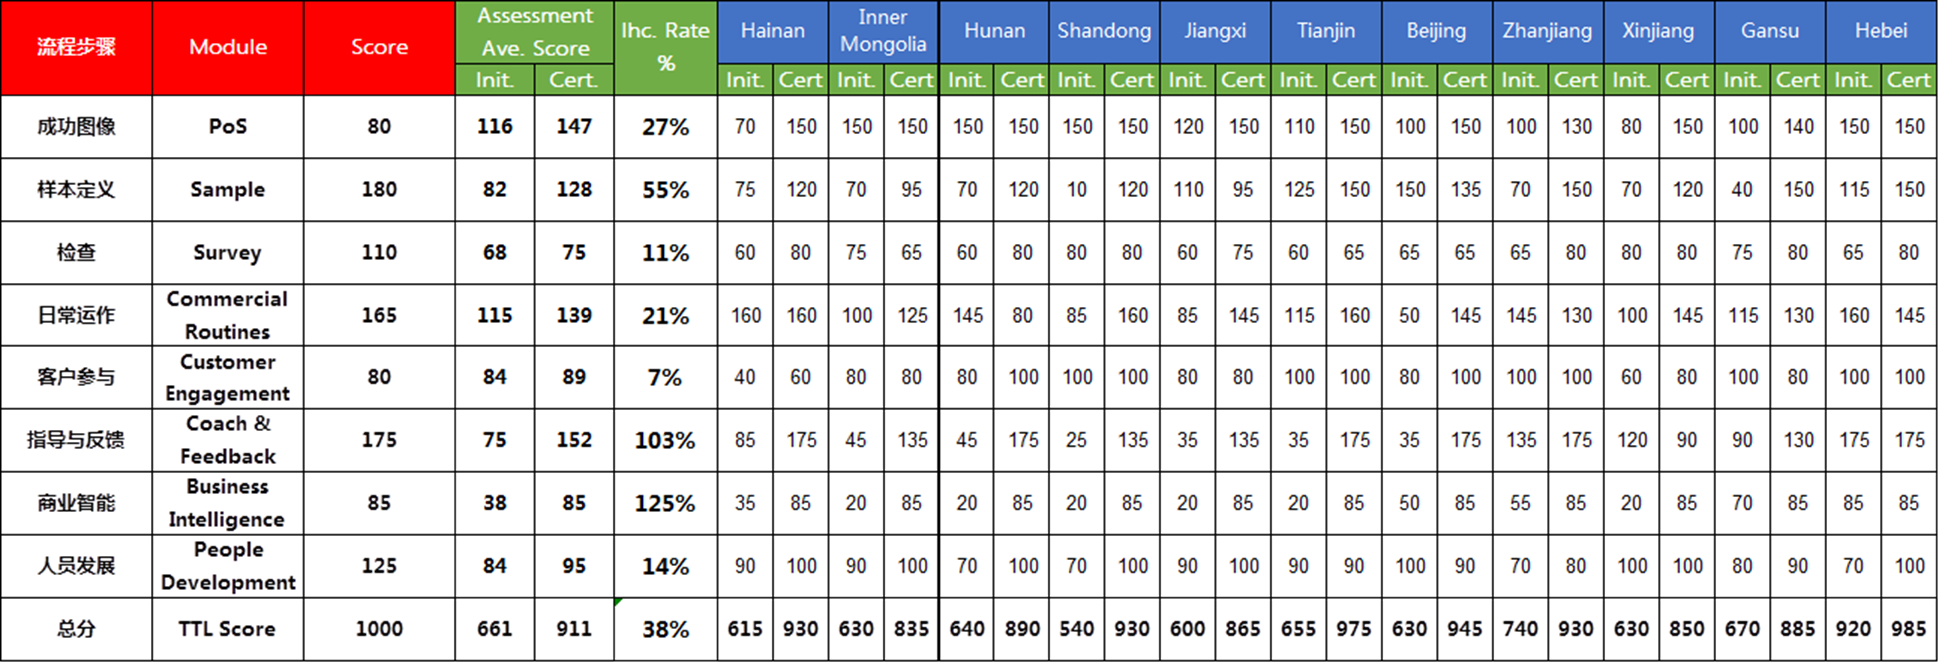 流程步骤 Module Score Assessment Ave. Score Ihc. Rate % Hainan Inner Mongolia Hunan Shandong Jiangxi Tianjin Beijing Zhanjiang Xinjiang Gansu Hebei
Init. Cert. Init. Cert Init. Cert Init. Cert Init. Cert Init. Cert Init. Cert Init. Cert Init. Cert Init. Cert Init. Cert Init. Cert
成功图像 PoS 80 116 147 27% 70 150 150 150 150 150 150 150 120 150 110 150 100 150 100 130 80 150 100 140 150 150
样本定义 Sample 180 82 128 55% 75 120 70 95 70 120 10 120 110 95 125 150 150 135 70 150 70 120 40 150 115 150
检查 Survey 110 68 75 11% 60 80 75 65 60 80 80 80 60 75 60 65 65 65 65 80 80 80 75 80 65 80
日常运作 Commercial Routines 165 115 139 21% 160 160 100 125 145 80 85 160 85 145 115 160 50 145 145 130 100 145 115 130 160 145
客户参与 Customer Engagement 80 84 89 7% 40 60 80 80 80 100 100 100 80 80 100 100 80 100 100 100 60 80 100 80 100 100
指导与反馈 Coach & Feedback 175 75 152 103% 85 175 45 135 45 175 25 135 35 135 35 175 35 175 135 175 120 90 90 130 175 175
商业智能 Business Intelligence 85 38 85 125% 35 85 20 85 20 85 20 85 20 85 20 85 50 85 55 85 20 85 70 85 85 85
人员发展 People Development 125 84 95 14% 90 100 90 100 70 100 70 100 90 100 90 90 100 90 70 80 100 100 80 90 70 100
总分 TTL Score 1000 661 911 38% 615 930 630 835 640 890 540 930 600 865 655 975 630 945 740 930 630 850 670 885 920 985